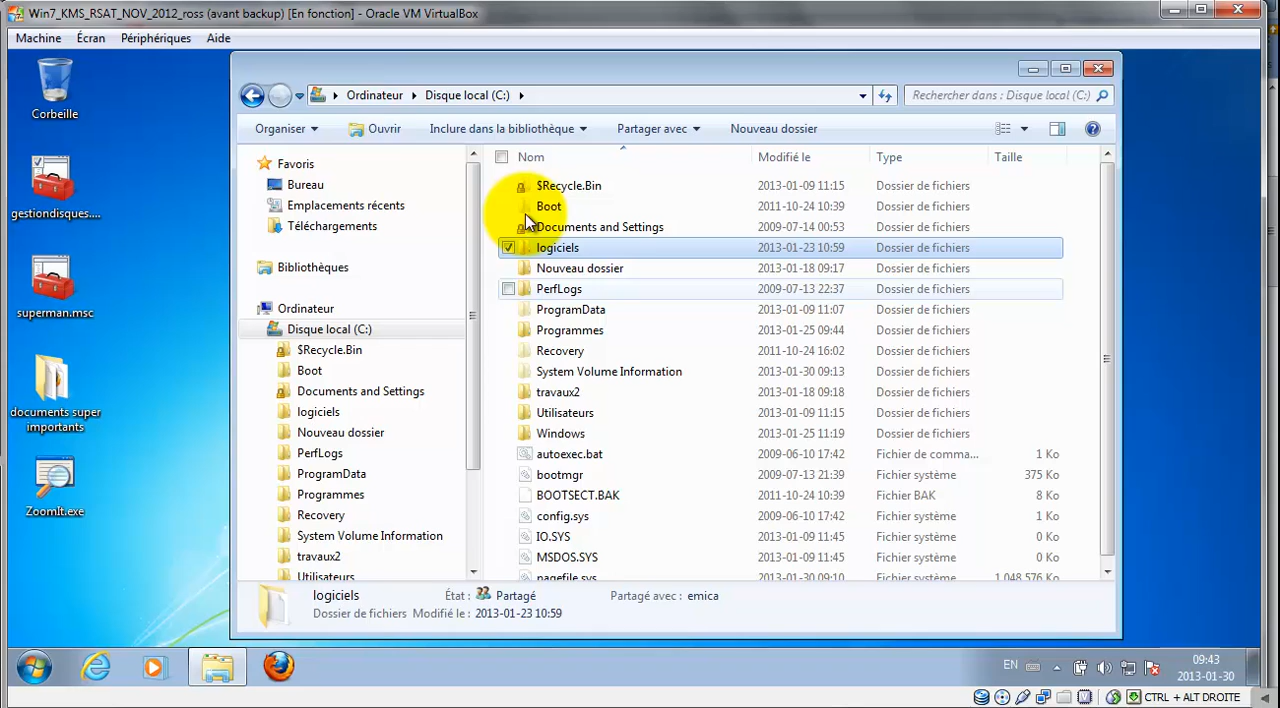 Win7_KMS_RSAT_NOV_2012_ross (avant backup) [En fonction] - Oracle VM VirtualBox
Machine Écran Périphériques Aide
Corbeille
gestiondisques....
superman.msc
documents super
importants
ZoomIt.exe
Ordinateur Disque local (C:)
Rechercher dans : Disque local (C:)
Organiser Ouvrir Inclure dans la bibliothèque Partager avec Nouveau dossier
Favoris
Bureau
Emplacements récents
Téléchargements
Bibliothèques
Ordinateur
Disque local (C:)
$Recycle.Bin
Boot
Documents and Settings
logiciels
Nouveau dossier
PerfLogs
ProgramData
Programmes
Recovery
System Volume Information
travaux2
Utilisateurs
Nom Modifié le Type Taille
$Recycle.Bin 2013-01-09 11:15 Dossier de fichiers
Boot 2011-10-24 10:39 Dossier de fichiers
Documents and Settings 2009-07-14 00:53 Dossier de fichiers
logiciels 2013-01-23 10:59 Dossier de fichiers
Nouveau dossier 2013-01-18 09:17 Dossier de fichiers
PerfLogs 2009-07-13 22:37 Dossier de fichiers
ProgramData 2013-01-09 11:07 Dossier de fichiers
Programmes 2013-01-25 09:44 Dossier de fichiers
Recovery 2011-10-24 16:02 Dossier de fichiers
System Volume Information 2013-01-30 09:13 Dossier de fichiers
travaux2 2013-01-18 09:18 Dossier de fichiers
Utilisateurs 2013-01-09 11:15 Dossier de fichiers
Windows 2013-01-25 11:19 Dossier de fichiers
autoexec.bat 2009-06-10 17:42 Fichier de comma... 1 Ko
bootmgr 2009-07-13 21:39 Fichier système 375 Ko
BOOTSECT.BAK 2011-10-24 10:39 Fichier BAK 8 Ko
config.sys 2009-06-10 17:42 Fichier système 1 Ko
IO.SYS 2013-01-09 11:45 Fichier système 0 Ko
MSDOS.SYS 2013-01-09 11:45 Fichier système 0 Ko
pagefile.sys 2013-01-30 09:10 Fichier système 1 048 576 Ko
logiciels État : Partagé Partagé avec : emica
Dossier de fichiers Modifié le : 2013-01-23 10:59
EN
09:43
2013-01-30
CTRL + ALT DROITE